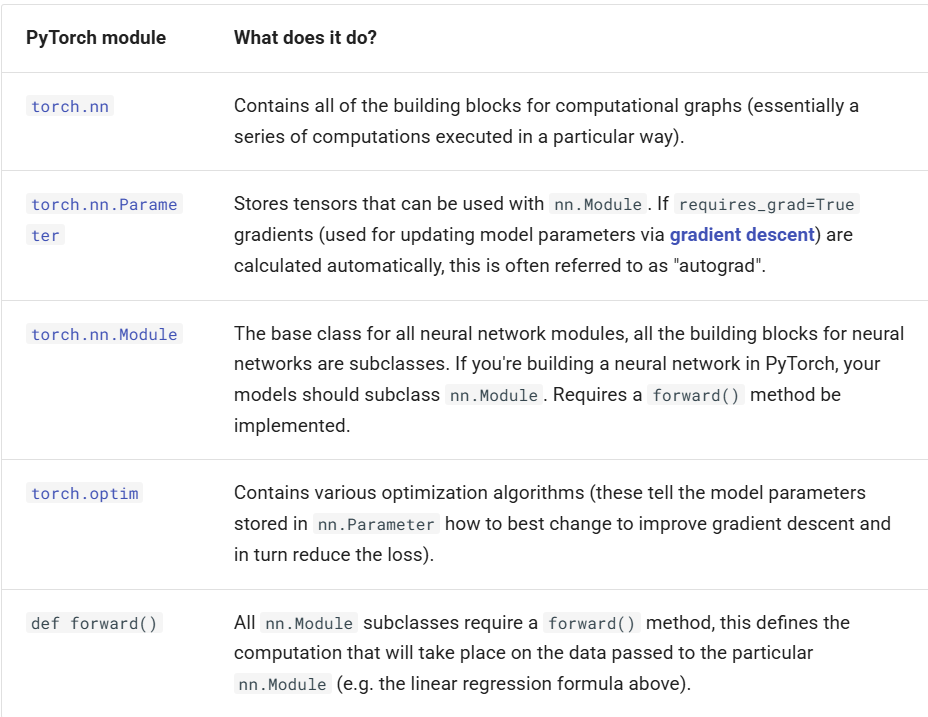 PyTorch module What does it do?
torch.nn Contains all of the building blocks for computational graphs (essentially a
series of computations executed in a particular way).
torch.nn.Parame Stores tensors that can be used with nn.Module. If requires_grad=True
ter gradients (used for updating model parameters via gradient descent) are
calculated automatically, this is often referred to as "autograd".
torch.nn.Module The base class for all neural network modules, all the building blocks for neural
networks are subclasses. If you're building a neural network in PyTorch, your
models should subclass nn.Module. Requires a forward() method be
implemented.
torch.optim Contains various optimization algorithms (these tell the model parameters
stored in nn.Parameter how to best change to improve gradient descent and
in turn reduce the loss).
def forward() All nn.Module subclasses require a forward() method, this defines the
computation that will take place on the data passed to the particular
nn.Module (e.g. the linear regression formula above).